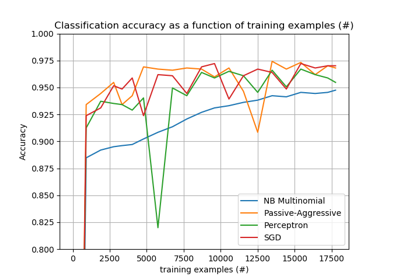 Classification accuracy as a function of training examples (#)
1.000
0.975
0.950
0.925
0.900
0.875
0.850
0.825
0.800
Accuracy
NB Multinomial
Passive-Aggressive
Perceptron
SGD
0 2500 5000 7500 10000 12500 15000 17500
training examples (#)